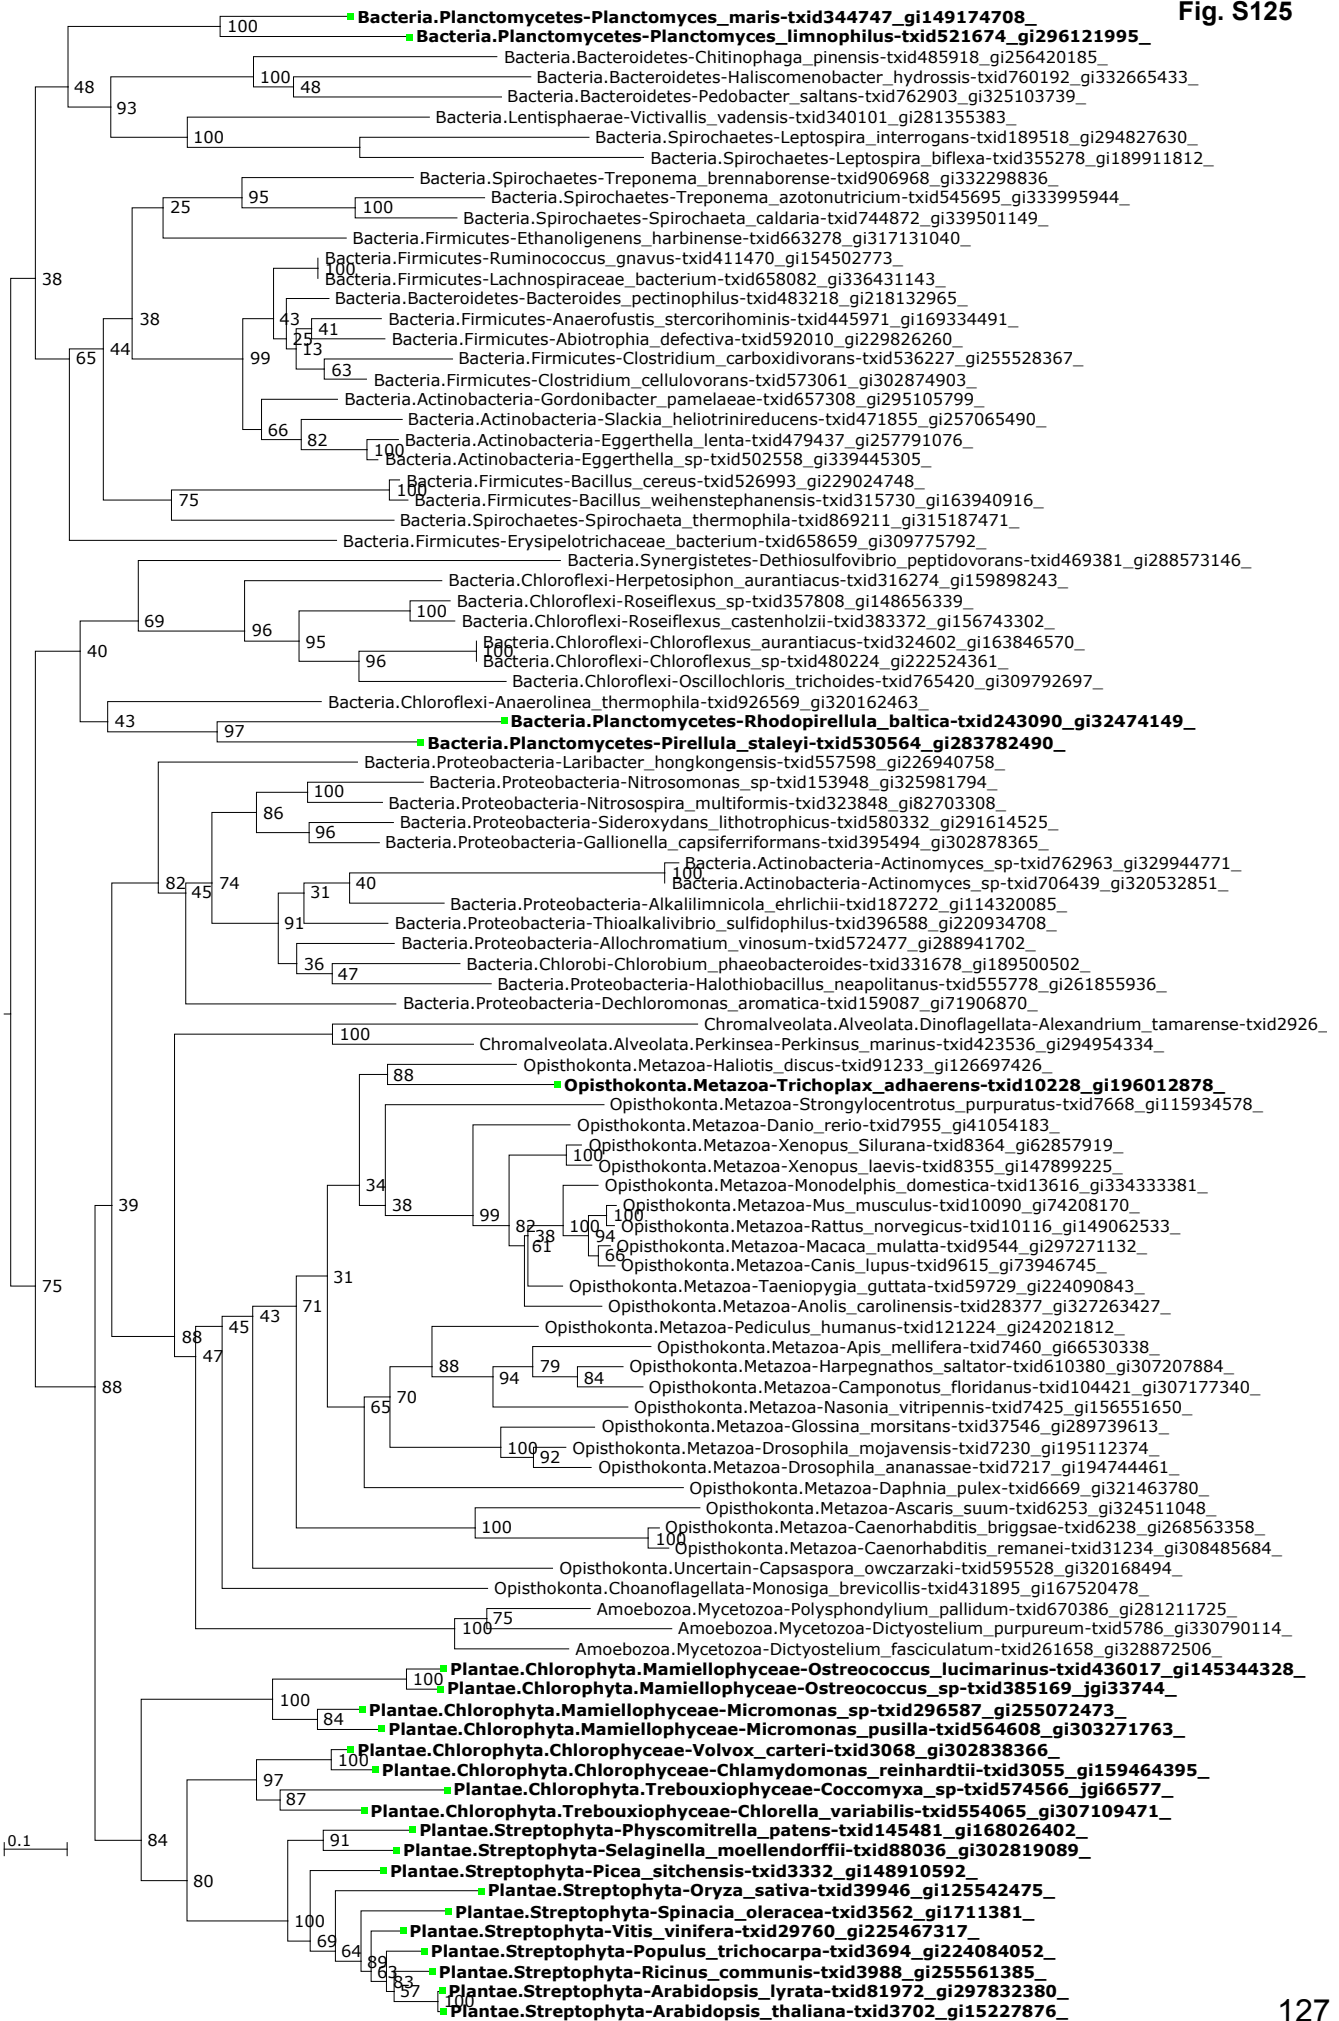 Fig. S125
Bacteria.Planctomycetes-Planctomyces_maris-txid344747_gi149174708_
100
Bacteria.Planctomycetes-Planctomyces_limnophilus-txid521674_gi296121995_
Bacteria.Bacteroidetes-Chitinophaga_pinensis-txid485918_gi256420185_
100
Bacteria.Bacteroidetes-Haliscomenobacter_hydrossis-txid760192_gi332665433_
48
48
Bacteria.Bacteroidetes-Pedobacter_saltans-txid762903_gi325103739_
93
Bacteria.Lentisphaerae-Victivallis_vadensis-txid340101_gi281355383_
100
Bacteria.Spirochaetes-Leptospira_interrogans-txid189518_gi294827630_
Bacteria.Spirochaetes-Leptospira_biflexa-txid355278_gi189911812_
Bacteria.Spirochaetes-Treponema_brennaborense-txid906968_gi332298836_
95
Bacteria.Spirochaetes-Treponema_azotonutricium-txid545695_gi333995944_
25
100
Bacteria.Spirochaetes-Spirochaeta_caldaria-txid744872_gi339501149_
Bacteria.Firmicutes-Ethanoligenens_harbinense-txid663278_gi317131040_
Bacteria.Firmicutes-Ruminococcus_gnavus-txid411470_gi154502773_
100
38
Bacteria.Firmicutes-Lachnospiraceae_bacterium-txid658082_gi336431143_
Bacteria.Bacteroidetes-Bacteroides_pectinophilus-txid483218_gi218132965_
38
43
Bacteria.Firmicutes-Anaerofustis_stercorihominis-txid445971_gi169334491_
41
25
Bacteria.Firmicutes-Abiotrophia_defectiva-txid592010_gi229826260_
44
13
65
99
Bacteria.Firmicutes-Clostridium_carboxidivorans-txid536227_gi255528367_
63
Bacteria.Firmicutes-Clostridium_cellulovorans-txid573061_gi302874903_
Bacteria.Actinobacteria-Gordonibacter_pamelaeae-txid657308_gi295105799_
Bacteria.Actinobacteria-Slackia_heliotrinireducens-txid471855_gi257065490_
66
82
Bacteria.Actinobacteria-Eggerthella_lenta-txid479437_gi257791076_
100
Bacteria.Actinobacteria-Eggerthella_sp-txid502558_gi339445305_
Bacteria.Firmicutes-Bacillus_cereus-txid526993_gi229024748_
100
75
Bacteria.Firmicutes-Bacillus_weihenstephanensis-txid315730_gi163940916_
Bacteria.Spirochaetes-Spirochaeta_thermophila-txid869211_gi315187471_
Bacteria.Firmicutes-Erysipelotrichaceae_bacterium-txid658659_gi309775792_
Bacteria.Synergistetes-Dethiosulfovibrio_peptidovorans-txid469381_gi288573146_
Bacteria.Chloroflexi-Herpetosiphon_aurantiacus-txid316274_gi159898243_
Bacteria.Chloroflexi-Roseiflexus_sp-txid357808_gi148656339_
100
69
Bacteria.Chloroflexi-Roseiflexus_castenholzii-txid383372_gi156743302_
96
95
Bacteria.Chloroflexi-Chloroflexus_aurantiacus-txid324602_gi163846570_
40
100
96
Bacteria.Chloroflexi-Chloroflexus_sp-txid480224_gi222524361_
Bacteria.Chloroflexi-Oscillochloris_trichoides-txid765420_gi309792697_
Bacteria.Chloroflexi-Anaerolinea_thermophila-txid926569_gi320162463_
43
Bacteria.Planctomycetes-Rhodopirellula_baltica-txid243090_gi32474149_
97
Bacteria.Planctomycetes-Pirellula_staleyi-txid530564_gi283782490_
Bacteria.Proteobacteria-Laribacter_hongkongensis-txid557598_gi226940758_
Bacteria.Proteobacteria-Nitrosomonas_sp-txid153948_gi325981794_
100
Bacteria.Proteobacteria-Nitrosospira_multiformis-txid323848_gi82703308_
86
Bacteria.Proteobacteria-Sideroxydans_lithotrophicus-txid580332_gi291614525_
96
Bacteria.Proteobacteria-Gallionella_capsiferriformans-txid395494_gi302878365_
Bacteria.Actinobacteria-Actinomyces_sp-txid762963_gi329944771_
100
82
45
74
31
40
Bacteria.Actinobacteria-Actinomyces_sp-txid706439_gi320532851_
Bacteria.Proteobacteria-Alkalilimnicola_ehrlichii-txid187272_gi114320085_
91
Bacteria.Proteobacteria-Thioalkalivibrio_sulfidophilus-txid396588_gi220934708_
Bacteria.Proteobacteria-Allochromatium_vinosum-txid572477_gi288941702_
36
Bacteria.Chlorobi-Chlorobium_phaeobacteroides-txid331678_gi189500502_
47
Bacteria.Proteobacteria-Halothiobacillus_neapolitanus-txid555778_gi261855936_
Bacteria.Proteobacteria-Dechloromonas_aromatica-txid159087_gi71906870_
Chromalveolata.Alveolata.Dinoflagellata-Alexandrium_tamarense-txid2926_
100
Chromalveolata.Alveolata.Perkinsea-Perkinsus_marinus-txid423536_gi294954334_
Opisthokonta.Metazoa-Haliotis_discus-txid91233_gi126697426_
88
Opisthokonta.Metazoa-Trichoplax_adhaerens-txid10228_gi196012878_
Opisthokonta.Metazoa-Strongylocentrotus_purpuratus-txid7668_gi115934578_
Opisthokonta.Metazoa-Danio_rerio-txid7955_gi41054183_
Opisthokonta.Metazoa-Xenopus_Silurana-txid8364_gi62857919_
100
Opisthokonta.Metazoa-Xenopus_laevis-txid8355_gi147899225_
34
Opisthokonta.Metazoa-Monodelphis_domestica-txid13616_gi334333381_
39
38
Opisthokonta.Metazoa-Mus_musculus-txid10090_gi74208170_
99
100
82
100
Opisthokonta.Metazoa-Rattus_norvegicus-txid10116_gi149062533_
38
94
61
Opisthokonta.Metazoa-Macaca_mulatta-txid9544_gi297271132_
66
Opisthokonta.Metazoa-Canis_lupus-txid9615_gi73946745_
31
75
Opisthokonta.Metazoa-Taeniopygia_guttata-txid59729_gi224090843_
71
Opisthokonta.Metazoa-Anolis_carolinensis-txid28377_gi327263427_
43
45
Opisthokonta.Metazoa-Pediculus_humanus-txid121224_gi242021812_
88
Opisthokonta.Metazoa-Apis_mellifera-txid7460_gi66530338_
47
88
79
Opisthokonta.Metazoa-Harpegnathos_saltator-txid610380_gi307207884_
94
84
88
Opisthokonta.Metazoa-Camponotus_floridanus-txid104421_gi307177340_
70
65
Opisthokonta.Metazoa-Nasonia_vitripennis-txid7425_gi156551650_
Opisthokonta.Metazoa-Glossina_morsitans-txid37546_gi289739613_
100
Opisthokonta.Metazoa-Drosophila_mojavensis-txid7230_gi195112374_
92
Opisthokonta.Metazoa-Drosophila_ananassae-txid7217_gi194744461_
Opisthokonta.Metazoa-Daphnia_pulex-txid6669_gi321463780_
Opisthokonta.Metazoa-Ascaris_suum-txid6253_gi324511048_
100
Opisthokonta.Metazoa-Caenorhabditis_briggsae-txid6238_gi268563358_
100
Opisthokonta.Metazoa-Caenorhabditis_remanei-txid31234_gi308485684_
Opisthokonta.Uncertain-Capsaspora_owczarzaki-txid595528_gi320168494_
Opisthokonta.Choanoflagellata-Monosiga_brevicollis-txid431895_gi167520478_
Amoebozoa.Mycetozoa-Polysphondylium_pallidum-txid670386_gi281211725_
75
100
Amoebozoa.Mycetozoa-Dictyostelium_purpureum-txid5786_gi330790114_
Amoebozoa.Mycetozoa-Dictyostelium_fasciculatum-txid261658_gi328872506_
Plantae.Chlorophyta.Mamiellophyceae-Ostreococcus_lucimarinus-txid436017_gi145344328_
100
Plantae.Chlorophyta.Mamiellophyceae-Ostreococcus_sp-txid385169_jgi33744_
100
Plantae.Chlorophyta.Mamiellophyceae-Micromonas_sp-txid296587_gi255072473_
84
Plantae.Chlorophyta.Mamiellophyceae-Micromonas_pusilla-txid564608_gi303271763_
Plantae.Chlorophyta.Chlorophyceae-Volvox_carteri-txid3068_gi302838366_
100
Plantae.Chlorophyta.Chlorophyceae-Chlamydomonas_reinhardtii-txid3055_gi159464395_
97
Plantae.Chlorophyta.Trebouxiophyceae-Coccomyxa_sp-txid574566_jgi66577_
87
Plantae.Chlorophyta.Trebouxiophyceae-Chlorella_variabilis-txid554065_gi307109471_
Plantae.Streptophyta-Physcomitrella_patens-txid145481_gi168026402_
0.1
84
91
Plantae.Streptophyta-Selaginella_moellendorffii-txid88036_gi302819089_
Plantae.Streptophyta-Picea_sitchensis-txid3332_gi148910592_
80
Plantae.Streptophyta-Oryza_sativa-txid39946_gi125542475_
Plantae.Streptophyta-Spinacia_oleracea-txid3562_gi1711381_
100
Plantae.Streptophyta-Vitis_vinifera-txid29760_gi225467317_
69
64
Plantae.Streptophyta-Populus_trichocarpa-txid3694_gi224084052_
89
63
Plantae.Streptophyta-Ricinus_communis-txid3988_gi255561385_
83
57
Plantae.Streptophyta-Arabidopsis_lyrata-txid81972_gi297832380_
100
Plantae.Streptophyta-Arabidopsis_thaliana-txid3702_gi15227876_
127